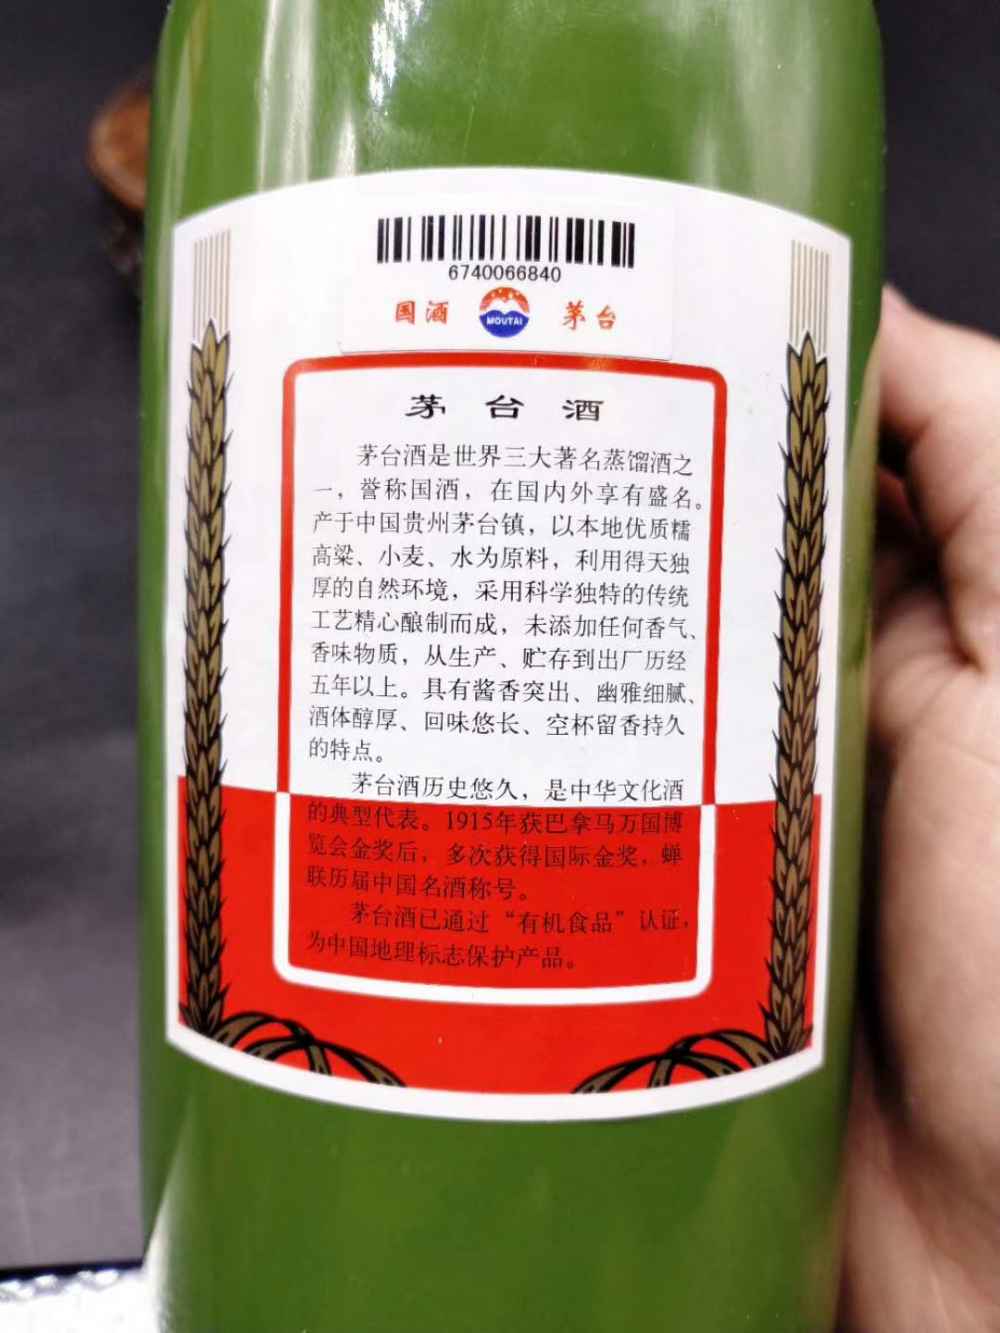 6740066840
国酒 MOUTAI 茅台
茅台酒
茅台酒是世界三大著名蒸馏酒之
一，誉称国酒，在国内外享有盛名。
产于中国贵州茅台镇，以本地优质糯
高粱、小麦、水为原料，利用得天独
厚的自然环境，采用科学独特的传统
工艺精心酿制而成，未添加任何香气、
香味物质，从生产、贮存到出厂历经
五年以上。具有酱香突出、幽雅细腻、
酒体醇厚、回味悠长、空杯留香持久
的特点。
茅台酒历史悠久，是中华文化酒
的典型代表。1915年获巴拿马万国博
览会金奖后，多次获得国际金奖，蝉
联历届中国名酒称号。
茅台酒已通过“有机食品”认证，
为中国地理标志保护产品。